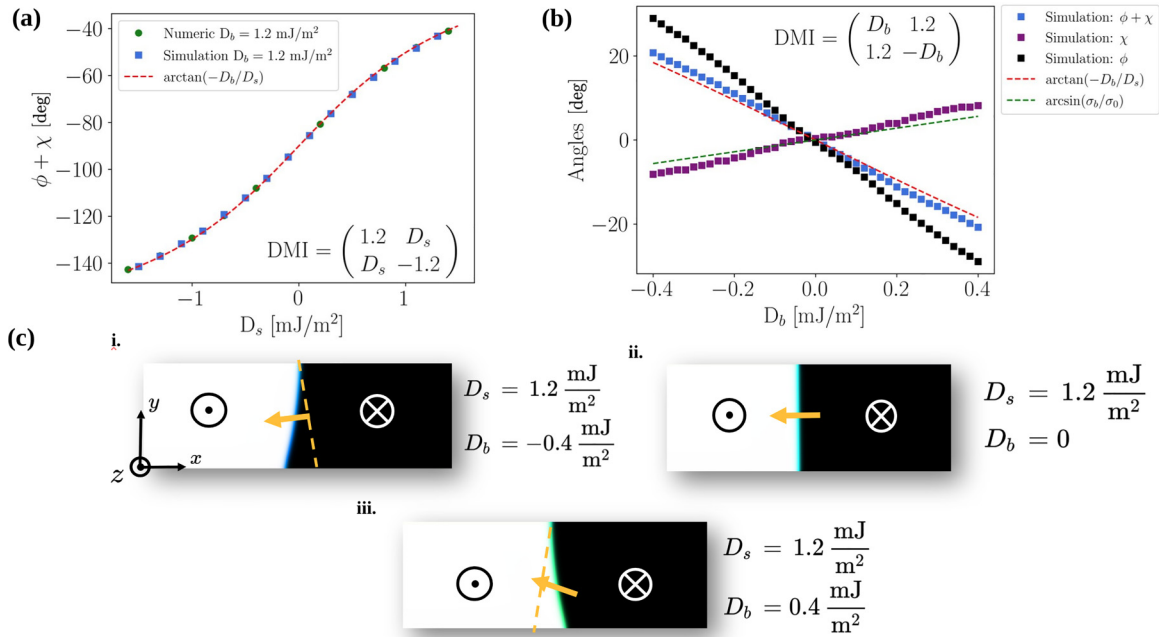 (a)
−40
−60
−80
−100
−120
−140
ϕ + χ [deg]
Numeric D_b = 1.2 mJ/m²
Simulation D_b = 1.2 mJ/m²
arctan(−D_b/D_s)
DMI = ( 1.2 D_s
D_s −1.2 )
−1 0 1
D_s [mJ/m²]
(b)
20
0
−20
Angles [deg]
DMI = ( D_b 1.2
1.2 −D_b )
−0.4 −0.2 0.0 0.2 0.4
D_b [mJ/m²]
Simulation: ϕ + χ
Simulation: χ
Simulation: ϕ
arctan(−D_b/D_s)
arcsin(σ_b/σ_0)
(c)
i.
y
x
z
D_s = 1.2 mJ/m²
D_b = −0.4 mJ/m²
ii.
D_s = 1.2 mJ/m²
D_b = 0
iii.
D_s = 1.2 mJ/m²
D_b = 0.4 mJ/m²